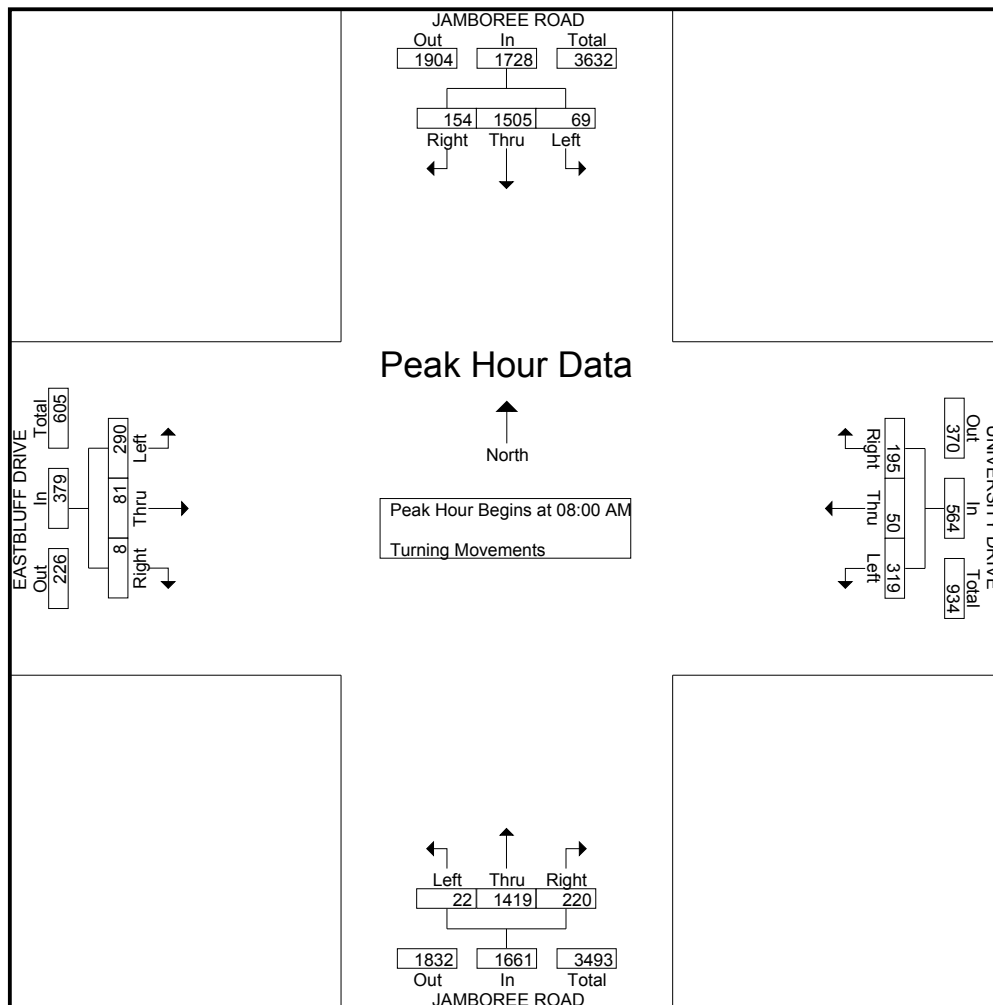 JAMBOREE ROAD
Out In Total
1904 1728 3632
154 1505 69
Right Thru Left
Peak Hour Data
North
Peak Hour Begins at 08:00 AM
Turning Movements
EASTBLUFF DRIVE
Out In Total
226 379 605
8 81 290
Right Thru Left
UNIVERSITY DRIVE
Out In Total
370 564 934
195 50 319
Right Thru Left
Left Thru Right
22 1419 220
1832 1661 3493
Out In Total
JAMBOREE ROAD